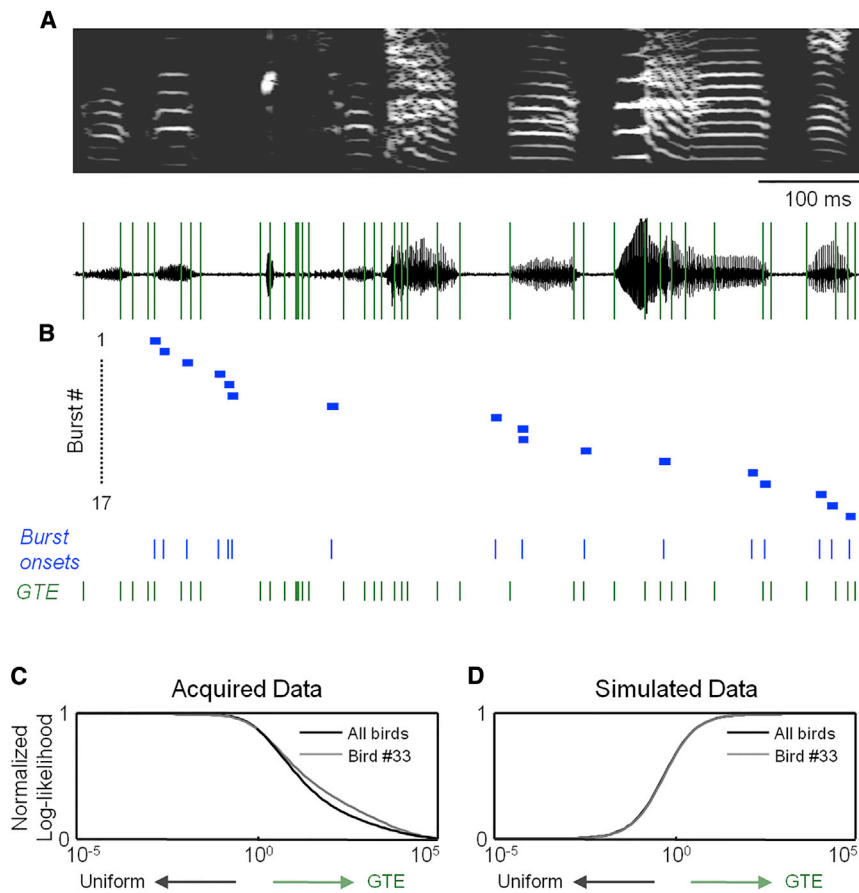 A
100 ms
B
1
Burst #
17
Burst onsets
GTE
C
Acquired Data
D
Simulated Data
Normalized
Log-likelihood
1
All birds
Bird #33
0
10^-5
10^0
10^5
Uniform
GTE
1
All birds
Bird #33
0
10^-5
10^0
10^5
Uniform
GTE